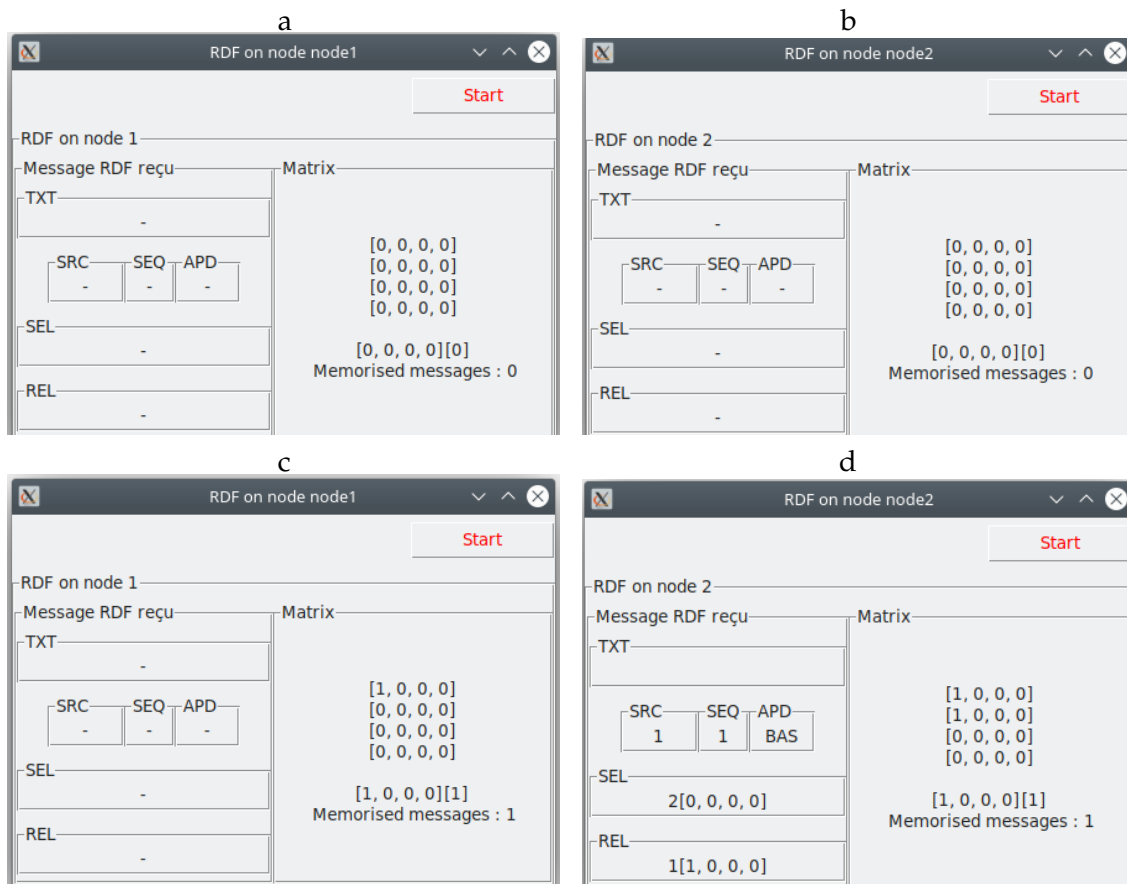 a
RDF on node node1
Start
RDF on node 1
Message RDF reçu
Matrix
TXT
-
SRC SEQ APD
- - -
SEL
-
REL
-
[0, 0, 0, 0]
[0, 0, 0, 0]
[0, 0, 0, 0]
[0, 0, 0, 0]
[0, 0, 0, 0][0]
Memorised messages : 0
b
RDF on node node2
Start
RDF on node 2
Message RDF reçu
Matrix
TXT
-
SRC SEQ APD
- - -
SEL
-
REL
-
[0, 0, 0, 0]
[0, 0, 0, 0]
[0, 0, 0, 0]
[0, 0, 0, 0]
[0, 0, 0, 0][0]
Memorised messages : 0
c
RDF on node node1
Start
RDF on node 1
Message RDF reçu
Matrix
TXT
-
SRC SEQ APD
- - -
SEL
-
REL
-
[1, 0, 0, 0]
[0, 0, 0, 0]
[0, 0, 0, 0]
[0, 0, 0, 0]
[1, 0, 0, 0][1]
Memorised messages : 1
d
RDF on node node2
Start
RDF on node 2
Message RDF reçu
Matrix
TXT
SRC SEQ APD
1 1 BAS
SEL
2[0, 0, 0, 0]
REL
1[1, 0, 0, 0]
[1, 0, 0, 0]
[1, 0, 0, 0]
[0, 0, 0, 0]
[0, 0, 0, 0]
[1, 0, 0, 0][1]
Memorised messages : 1